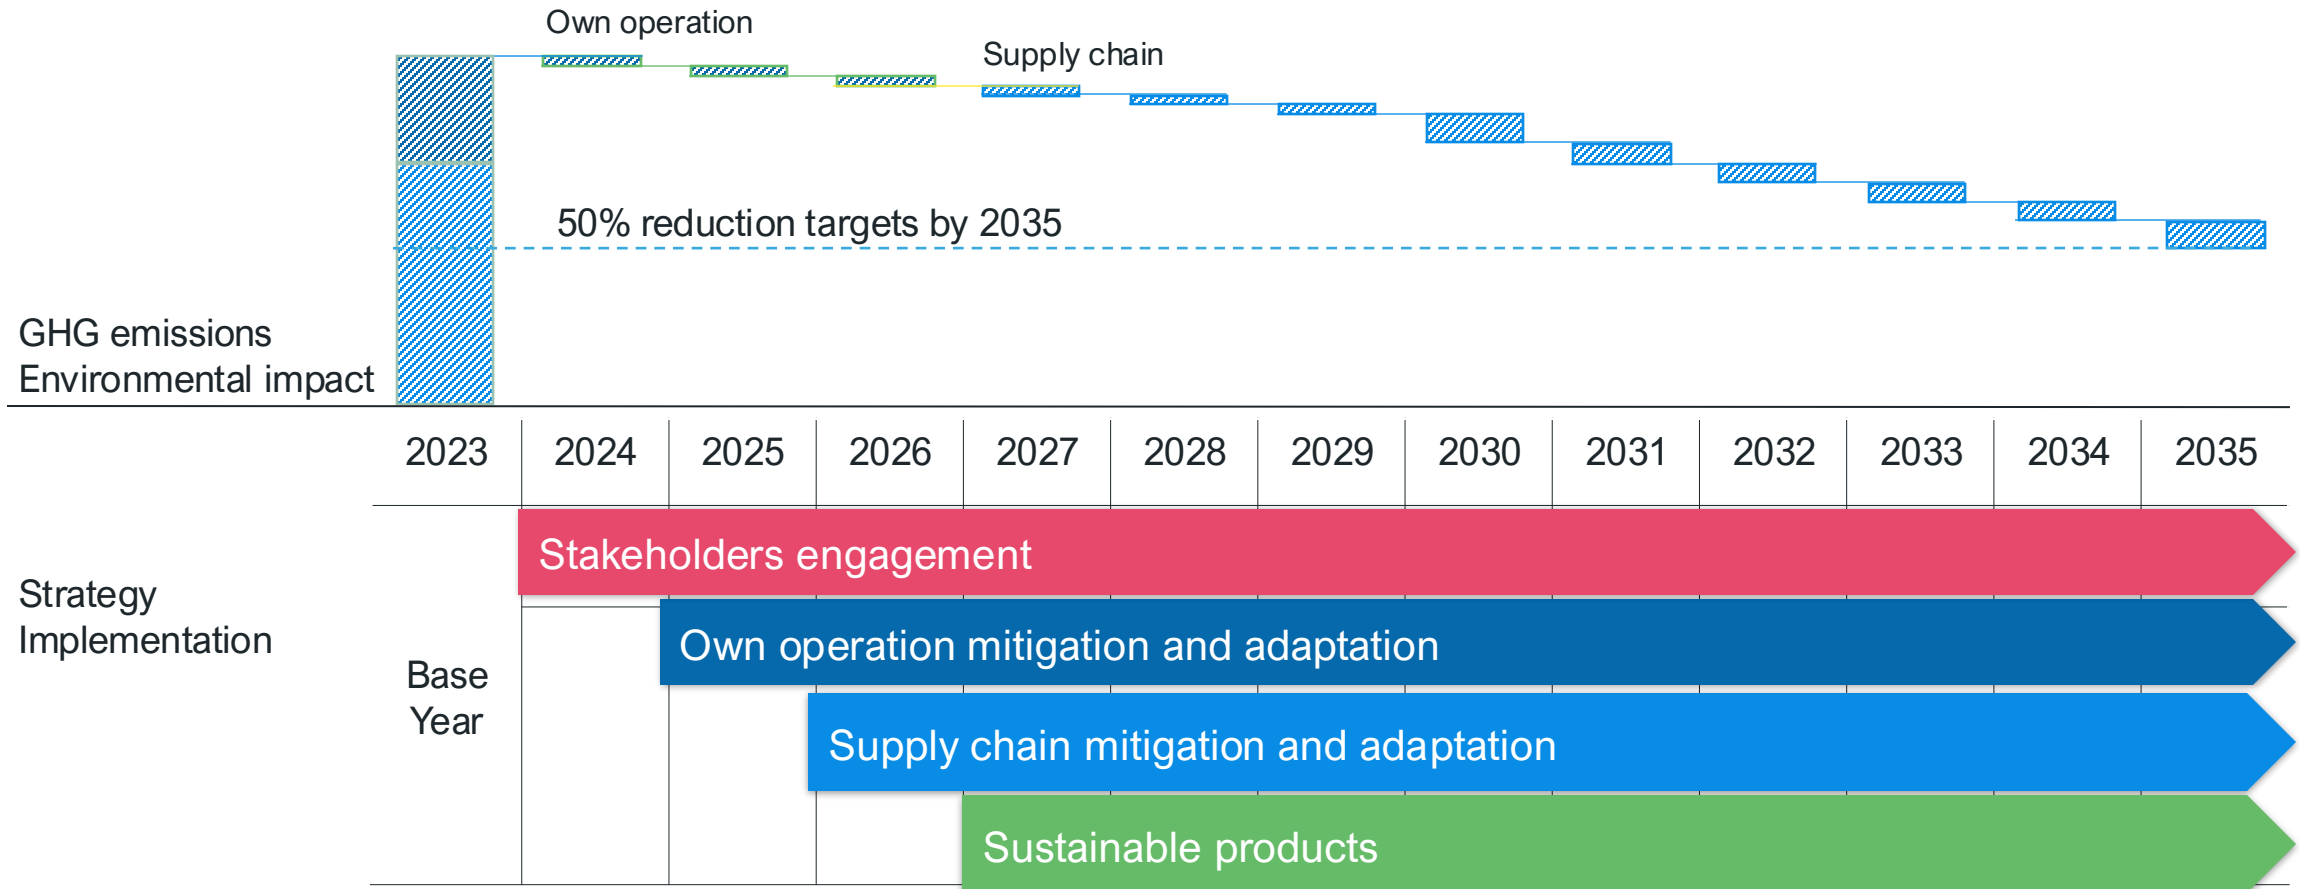 Own operation
Supply chain
50% reduction targets by 2035
GHG emissions
Environmental impact
2023 2024 2025 2026 2027 2028 2029 2030 2031 2032 2033 2034 2035
Stakeholders engagement
Strategy
Implementation
Own operation mitigation and adaptation
Base
Year
Supply chain mitigation and adaptation
Sustainable products